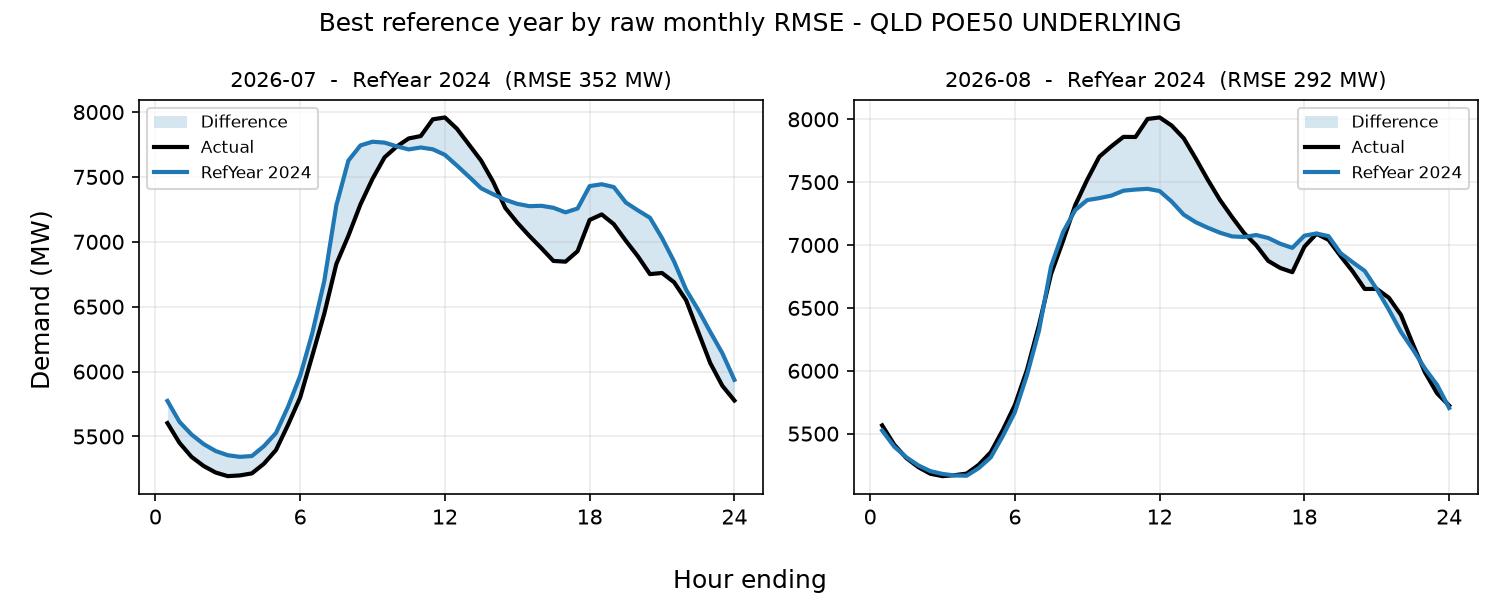 Best reference year by raw monthly RMSE - QLD POE50 UNDERLYING
2026-07 - RefYear 2024 (RMSE 352 MW)
Difference
Actual
RefYear 2024
8000
7500
7000
6500
6000
5500
0 6 12 18 24
Demand (MW)
2026-08 - RefYear 2024 (RMSE 292 MW)
Difference
Actual
RefYear 2024
8000
7500
7000
6500
6000
5500
0 6 12 18 24
Hour ending